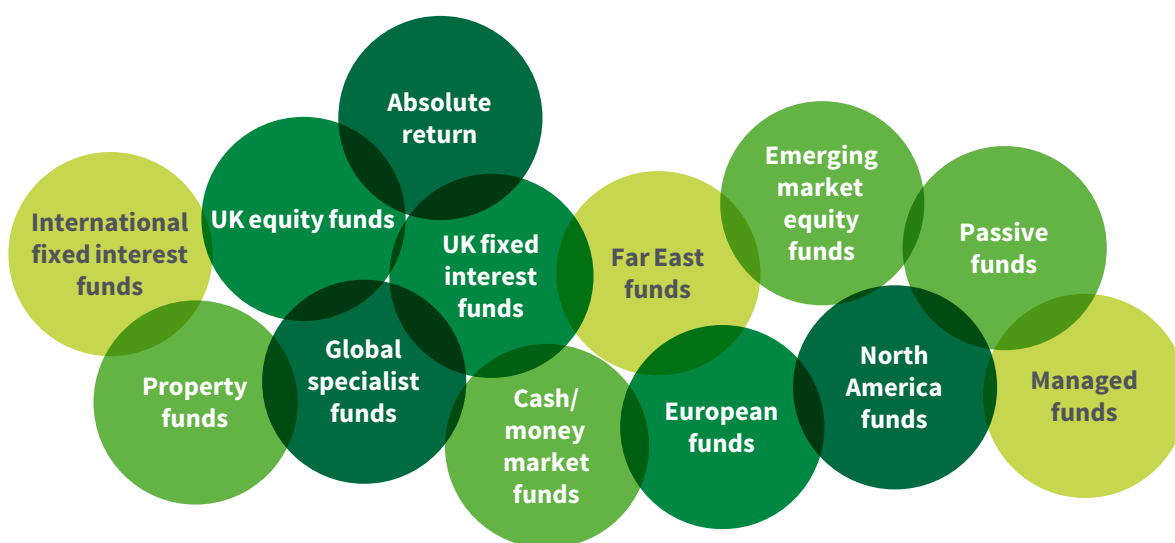 Absolute
return
International
fixed interest
funds
UK equity funds
UK fixed
interest
funds
Far East
funds
Emerging
market
equity
funds
Passive
funds
Property
funds
Global
specialist
funds
Cash/
money
market
funds
European
funds
North
America
funds
Managed
funds